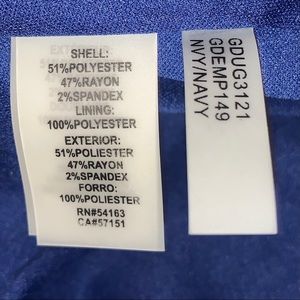 SHELL:
51%POLYESTER
47%RAYON
2%SPANDEX
LINING:
100%POLYESTER
EXTERIOR:
51%POLIESTER
47%RAYON
2%SPANDEX
FORRO:
100%POLIESTER
RN#54163
CA#57151
GDUG3121
GDEMP149
NVY/NAVY